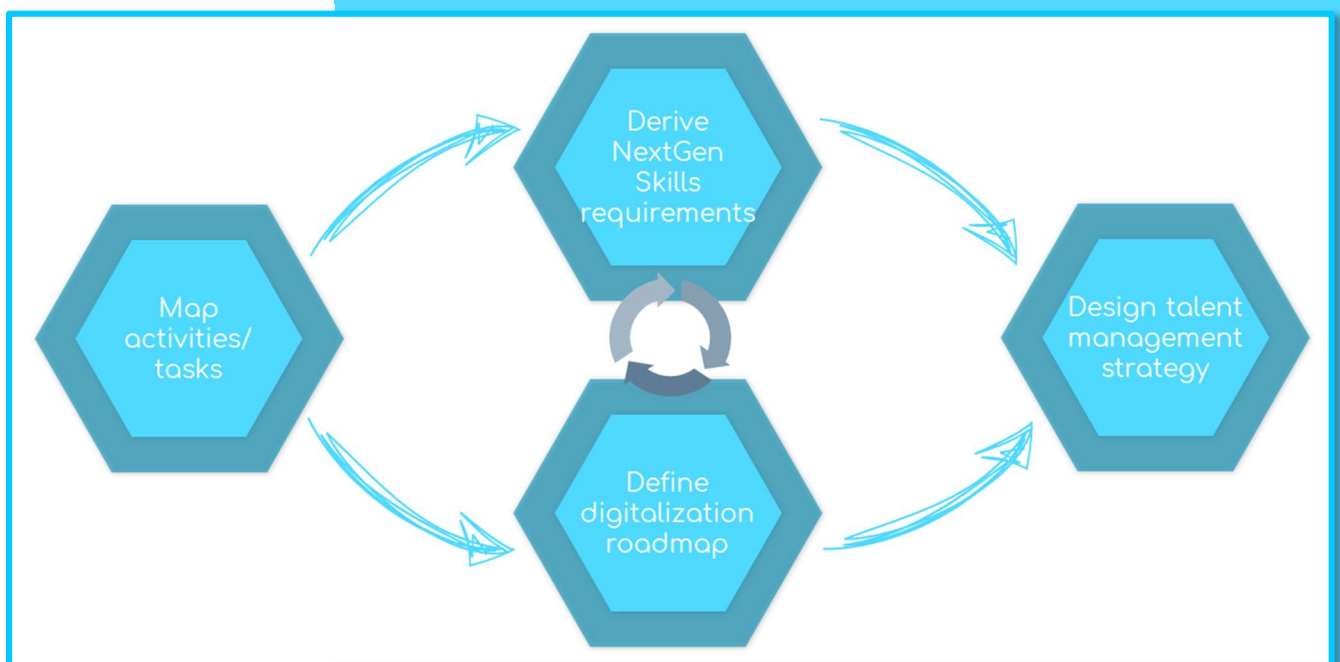 Map
activities/
tasks
Derive
NextGen
Skills
requirements
Define
digitalization
roadmap
Design talent
management
strategy